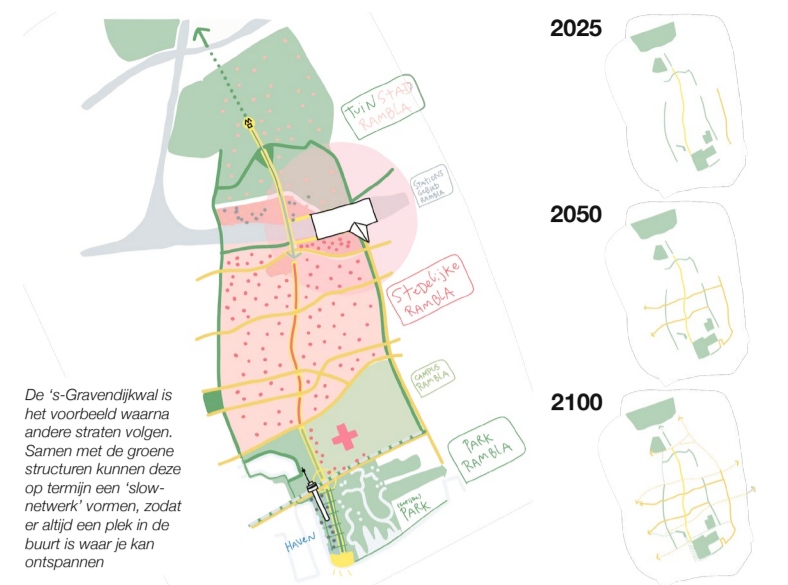 2025
TUINSTAD
RAMBLA
STATIONS
GEBIED
RAMBLA
2050
STEDELIJKE
RAMBLA
CAMPUS
RAMBLA
De ‘s-Gravendijkwal is
het voorbeeld waarna
andere straten volgen.
Samen met de groene
structuren kunnen deze
op termijn een ‘slow-
netwerk’ vormen, zodat
er altijd een plek in de
buurt is waar je kan
ontspannen
2100
PARK
RAMBLA
PARK
HAVEN